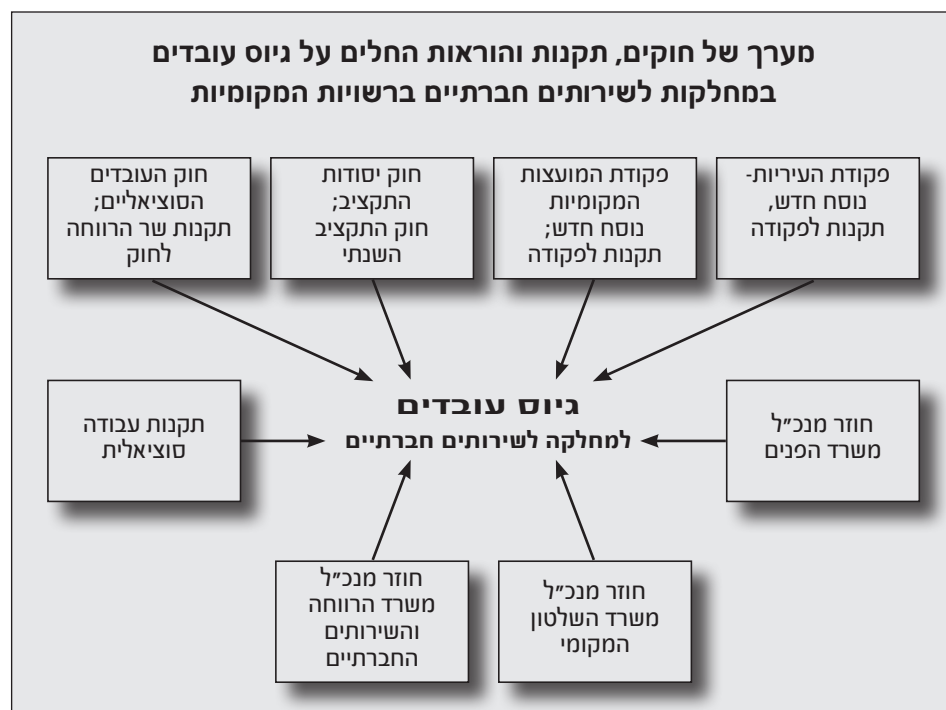 מערך של חוקים, תקנות והוראות החלים על גיוס עובדים
במחלקות לשירותים חברתיים ברשויות המקומיות
פקודת העיריות-
נוסח חדש,
תקנות לפקודה
פקודת המועצות
המקומיות
נוסח חדש;
תקנות לפקודה
חוק יסודות
התקציב;
חוק התקציב
השנתי
חוק העובדים
הסוציאליים;
תקנות שר הרווחה
לחוק
חוזר מנכ״ל
משרד הפנים
גיוס עובדים
למחלקה לשירותים חברתיים
תקנות עבודה
סוציאלית
חוזר מנכ״ל
משרד השלטון
המקומי
חוזר מנכ״ל
משרד הרווחה
והשירותים
החברתיים